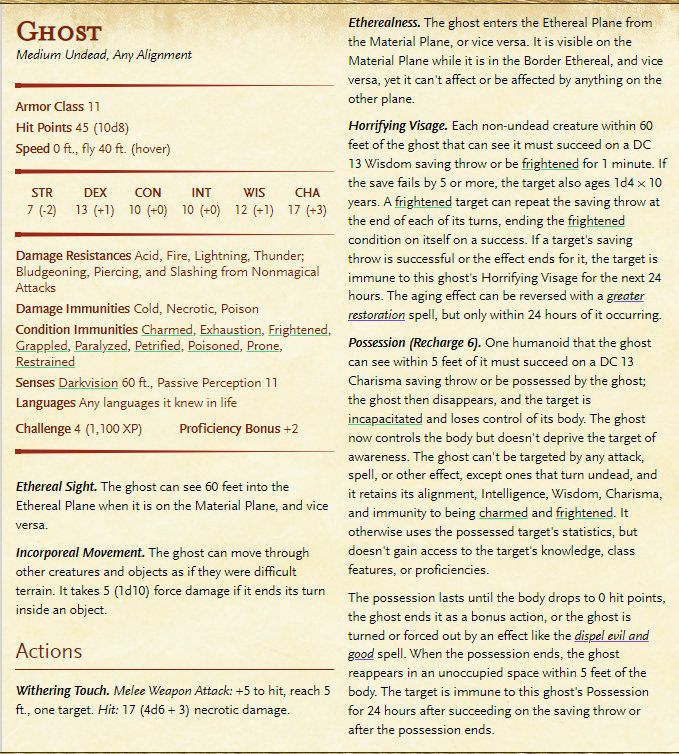 Ghost
Medium Undead, Any Alignment
Armor Class 11
Hit Points 45 (10d8)
Speed 0 ft., fly 40 ft. (hover)
STR DEX CON INT WIS CHA
7 (-2) 13 (+1) 10 (+0) 10 (+0) 12 (+1) 17 (+3)
Damage Resistances Acid, Fire, Lightning, Thunder;
Bludgeoning, Piercing, and Slashing from Nonmagical
Attacks
Damage Immunities Cold, Necrotic, Poison
Condition Immunities Charmed, Exhaustion, Frightened,
Grappled, Paralyzed, Petrified, Poisoned, Prone,
Restrained
Senses Darkvision 60 ft., Passive Perception 11
Languages Any languages it knew in life
Challenge 4 (1,100 XP) Proficiency Bonus +2
Ethereal Sight. The ghost can see 60 feet into the
Ethereal Plane when it is on the Material Plane, and vice
versa.
Incorporeal Movement. The ghost can move through
other creatures and objects as if they were difficult
terrain. It takes 5 (1d10) force damage if it ends its turn
inside an object.
Actions
Withering Touch. Melee Weapon Attack: +5 to hit, reach 5
ft., one target. Hit: 17 (4d6 + 3) necrotic damage.
Etherealness. The ghost enters the Ethereal Plane from
the Material Plane, or vice versa. It is visible on the
Material Plane while it is in the Border Ethereal, and vice
versa, yet it can't affect or be affected by anything on the
other plane.
Horrifying Visage. Each non-undead creature within 60
feet of the ghost that can see it must succeed on a DC
13 Wisdom saving throw or be frightened for 1 minute. If
the save fails by 5 or more, the target also ages 1d4 × 10
years. A frightened target can repeat the saving throw at
the end of each of its turns, ending the frightened
condition on itself on a success. If a target's saving
throw is successful or the effect ends for it, the target is
immune to this ghost's Horrifying Visage for the next 24
hours. The aging effect can be reversed with a greater
restoration spell, but only within 24 hours of it occurring.
Possession (Recharge 6). One humanoid that the ghost
can see within 5 feet of it must succeed on a DC 13
Charisma saving throw or be possessed by the ghost;
the ghost then disappears, and the target is
incapacitated and loses control of its body. The ghost
now controls the body but doesn't deprive the target of
awareness. The ghost can't be targeted by any attack,
spell, or other effect, except ones that turn undead, and
it retains its alignment, Intelligence, Wisdom, Charisma,
and immunity to being charmed and frightened. It
otherwise uses the possessed target's statistics, but
doesn't gain access to the target's knowledge, class
features, or proficiencies.
The possession lasts until the body drops to 0 hit points,
the ghost ends it as a bonus action, or the ghost is
turned or forced out by an effect like the dispel evil and
good spell. When the possession ends, the ghost
reappears in an unoccupied space within 5 feet of the
body. The target is immune to this ghost's Possession
for 24 hours after succeeding on the saving throw or
after the possession ends.